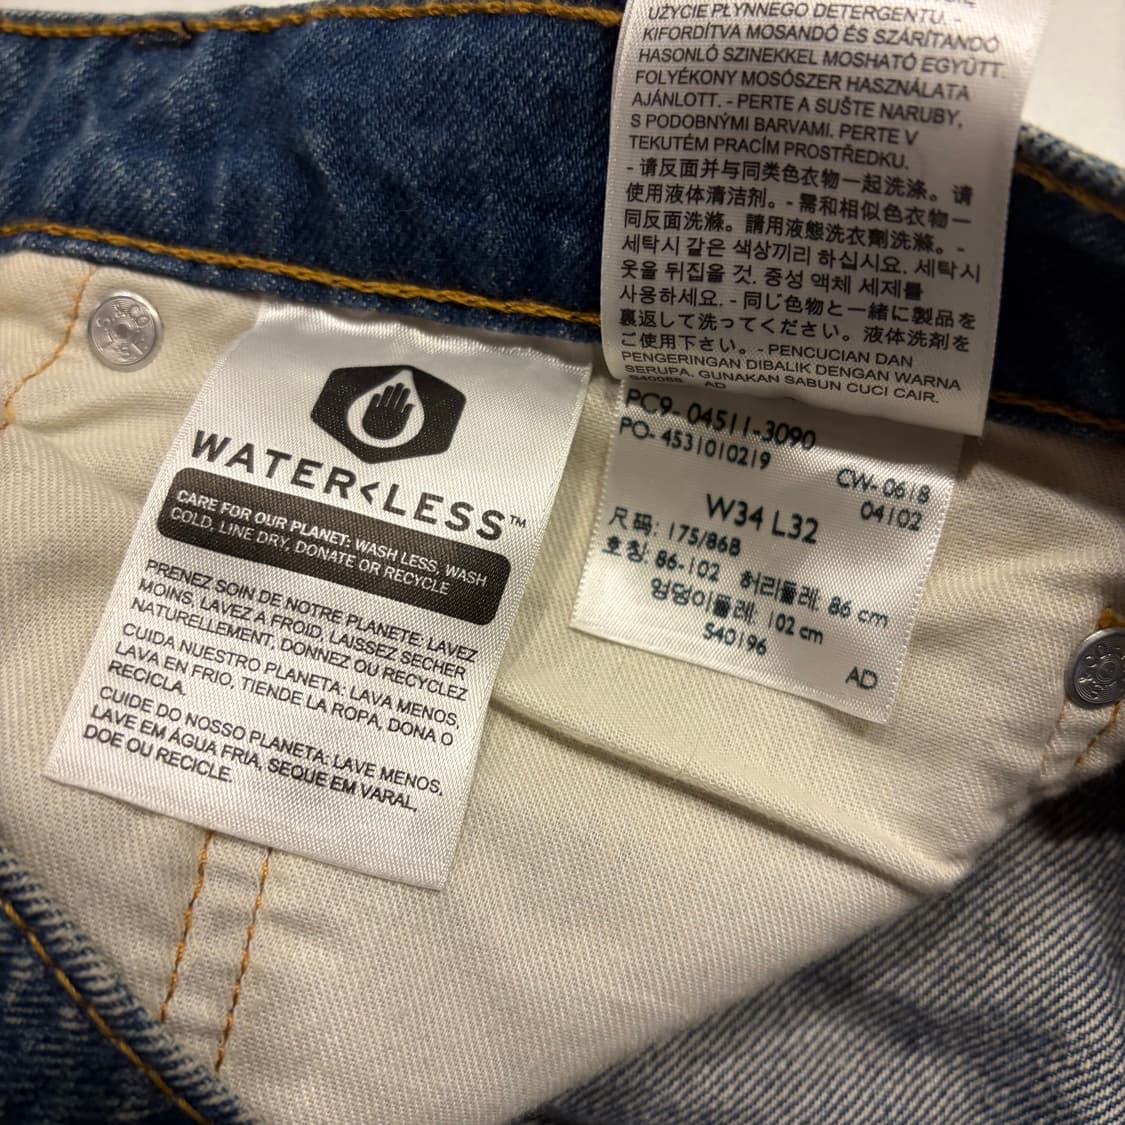 UŻYCIE PŁYNNEGO DETERGENTU. -
KIFORDÍTVA MOSANDÓ ÉS SZÁRÍTANDÓ
HASONLÓ SZINEKKEL MOSHATÓ EGYÜTT.
FOLYÉKONY MOSÓSZER HASZNÁLATA
AJÁNLOTT. - PERTE A SUŠTE NARUBY,
S PODOBNÝMI BARVAMI. PERTE V
TEKUTÉM PRACÍM PROSTŘEDKU.
- 请反面并与同类色衣物一起洗涤。请
使用液体清洁剂。- 需和相似色衣物一
同反面洗滌。請用液態洗衣劑洗滌。-
세탁시 같은 색상끼리 하십시요. 세탁시
옷을 뒤집을 것. 중성 액체 세제를
사용하세요. - 同じ色物と一緒に製品を
裏返して洗ってください。液体洗剤を
ご使用下さい。- PENCUCIAN DAN
PENGERINGAN DIBALIK DENGAN WARNA
SERUPA. GUNAKAN SABUN CUCI CAIR.
AD
PC9-04511-3090
PO-4531010219
CW-0618
04102
W34 L32
尺码: 175/86B
호칭: 86-102 허리둘레: 86 cm
엉덩이둘레: 102 cm
S40196
AD
WATER<LESS™
CARE FOR OUR PLANET: WASH LESS, WASH
COLD, LINE DRY, DONATE OR RECYCLE
PRENEZ SOIN DE NOTRE PLANETE: LAVEZ
MOINS, LAVEZ À FROID, LAISSEZ SECHER
NATURELLEMENT, DONNEZ OU RECYCLEZ
CUIDA NUESTRO PLANETA: LAVA MENOS,
LAVA EN FRIO, TIENDE LA ROPA, DONA O
RECICLA.
CUIDE DO NOSSO PLANETA: LAVE MENOS,
LAVE EM ÁGUA FRIA, SEQUE EM VARAL,
DOE OU RECICLE.